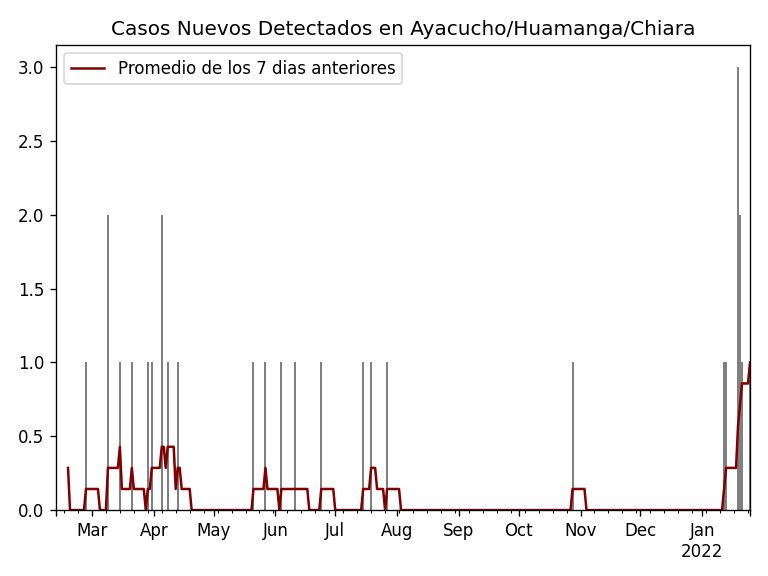 Casos Nuevos Detectados en Ayacucho/Huamanga/Chiara
Promedio de los 7 dias anteriores
3.0
2.5
2.0
1.5
1.0
0.5
0.0
Mar Apr May Jun Jul Aug Sep Oct Nov Dec Jan
2022